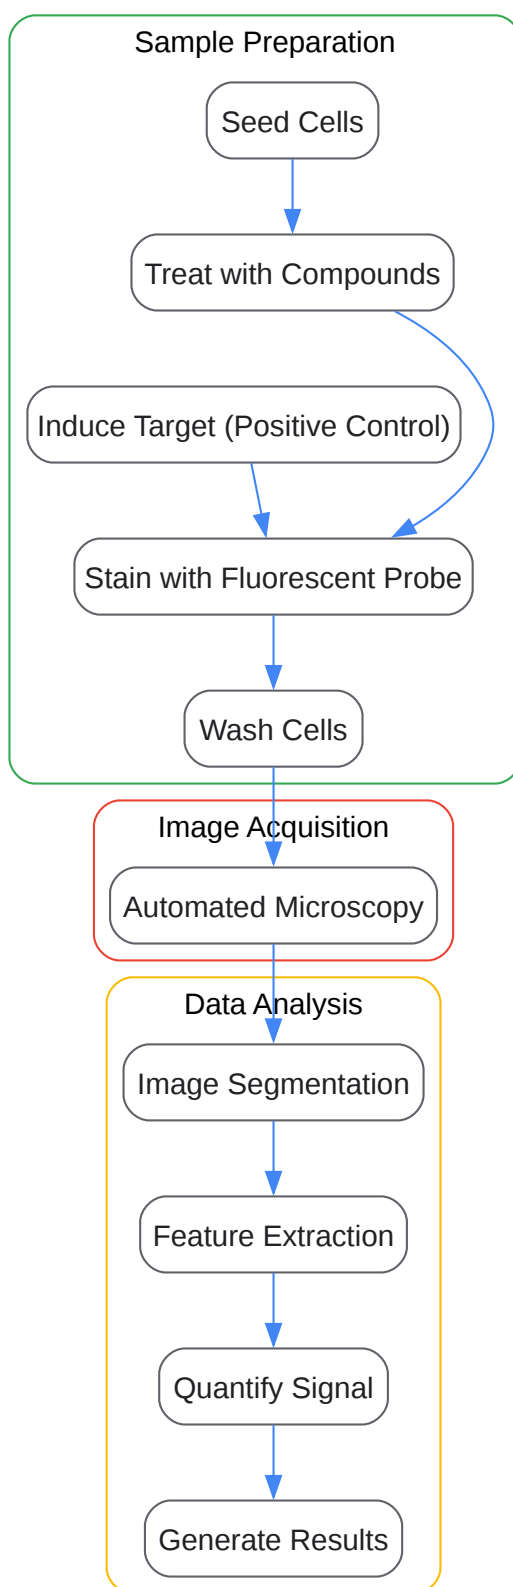 Sample Preparation
Seed Cells
Treat with Compounds
Induce Target (Positive Control)
Stain with Fluorescent Probe
Wash Cells
Image Acquisition
Automated Microscopy
Data Analysis
Image Segmentation
Feature Extraction
Quantify Signal
Generate Results